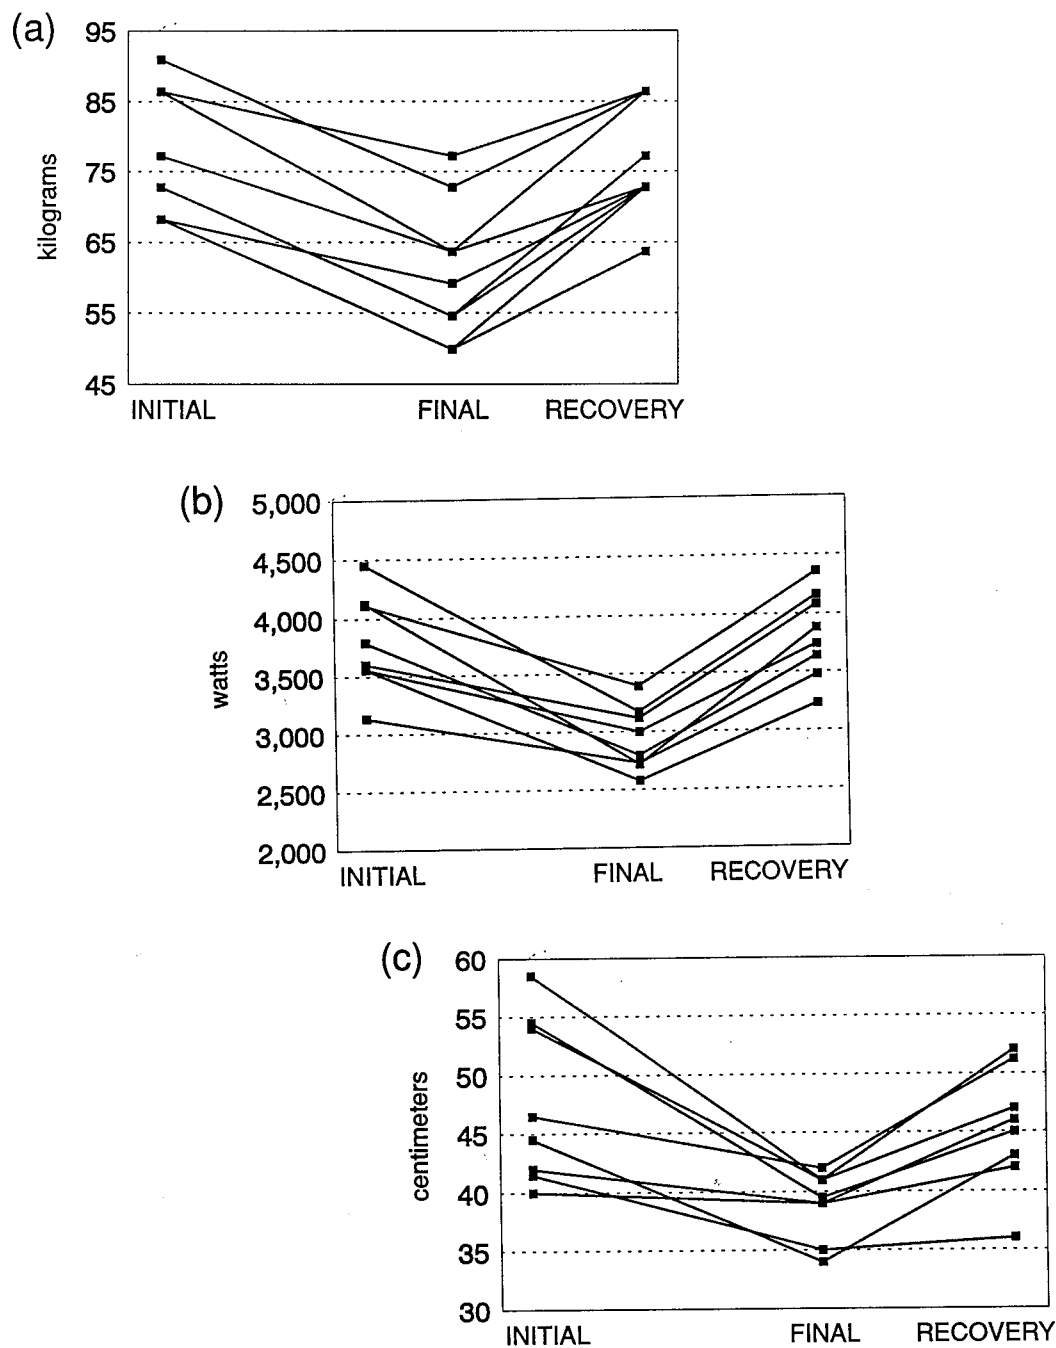 (a)
95
85
75
65
55
45
kilograms
INITIAL FINAL RECOVERY
(b)
5,000
4,500
4,000
3,500
3,000
2,500
2,000
watts
INITIAL FINAL RECOVERY
(c)
60
55
50
45
40
35
30
centimeters
INITIAL FINAL RECOVERY